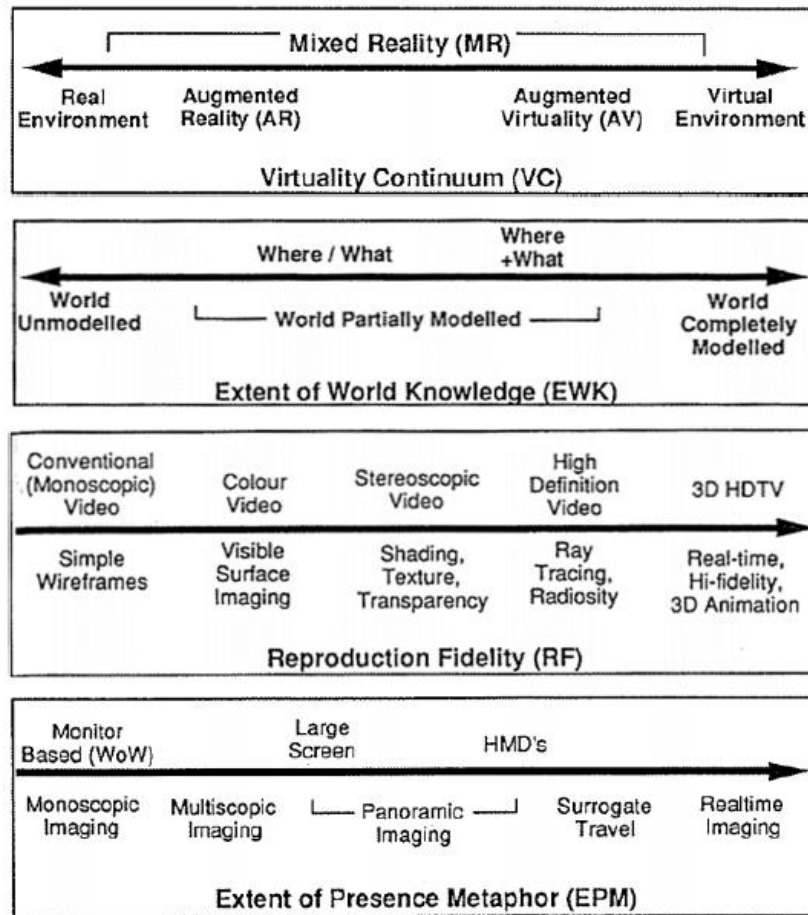 Mixed Reality (MR)
Real
Environment
Augmented
Reality (AR)
Augmented
Virtuality (AV)
Virtual
Environment
Virtuality Continuum (VC)
Where / What
Where
+What
World
Unmodelled
World Partially Modelled
World
Completely
Modelled
Extent of World Knowledge (EWK)
Conventional
(Monoscopic)
Video
Colour
Video
Stereoscopic
Video
High
Definition
Video
3D HDTV
Simple
Wireframes
Visible
Surface
Imaging
Shading,
Texture,
Transparency
Ray
Tracing,
Radiosity
Real-time,
Hi-fidelity,
3D Animation
Reproduction Fidelity (RF)
Monitor
Based (WoW)
Large
Screen
HMD's
Monoscopic
Imaging
Multiscopic
Imaging
Panoramic
Imaging
Surrogate
Travel
Realtime
Imaging
Extent of Presence Metaphor (EPM)